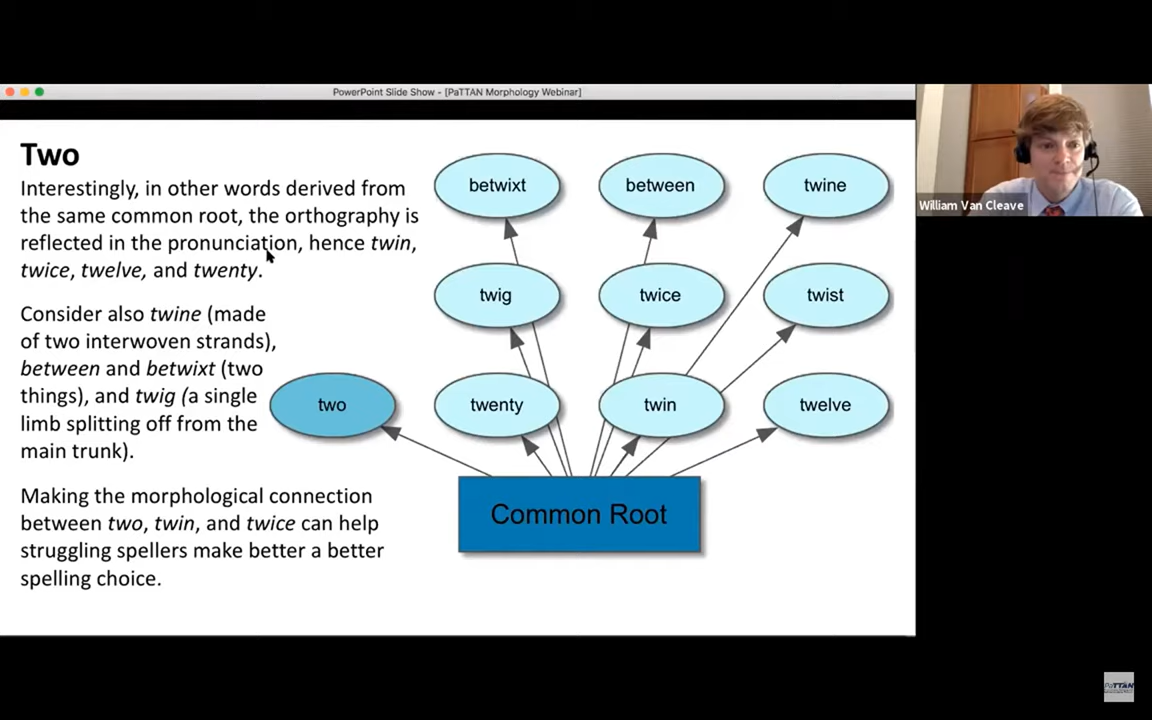 PowerPoint Slide Show - [PaTTAN Morphology Webinar]
Two
Interestingly, in other words derived from
the same common root, the orthography is
reflected in the pronunciation, hence twin,
twice, twelve, and twenty.
Consider also twine (made
of two interwoven strands),
between and betwixt (two
things), and twig (a single
limb splitting off from the
main trunk).
Making the morphological connection
between two, twin, and twice can help
struggling spellers make better a better
spelling choice.
betwixt between twine
twig twice twist
two twenty twin twelve
Common Root
William Van Cleave
PaTTAN